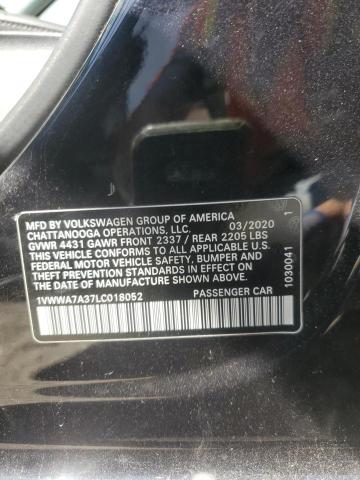 MFD BY VOLKSWAGEN GROUP OF AMERICA
CHATTANOOGA OPERATIONS, LLC. 03/2020
GVWR 4431 GAWR FRONT 2337 / REAR 2205 LBS
THIS VEHICLE CONFORMS TO ALL APPLICABLE U.S.
FEDERAL MOTOR VEHICLE SAFETY, BUMPER AND
THEFT PREVENTION STANDARDS IN EFFECT ON THE
DATE OF MANUFACTURE SHOWN ABOVE.
1VWWA7A37LC018052 PASSENGER CAR
1030041
1